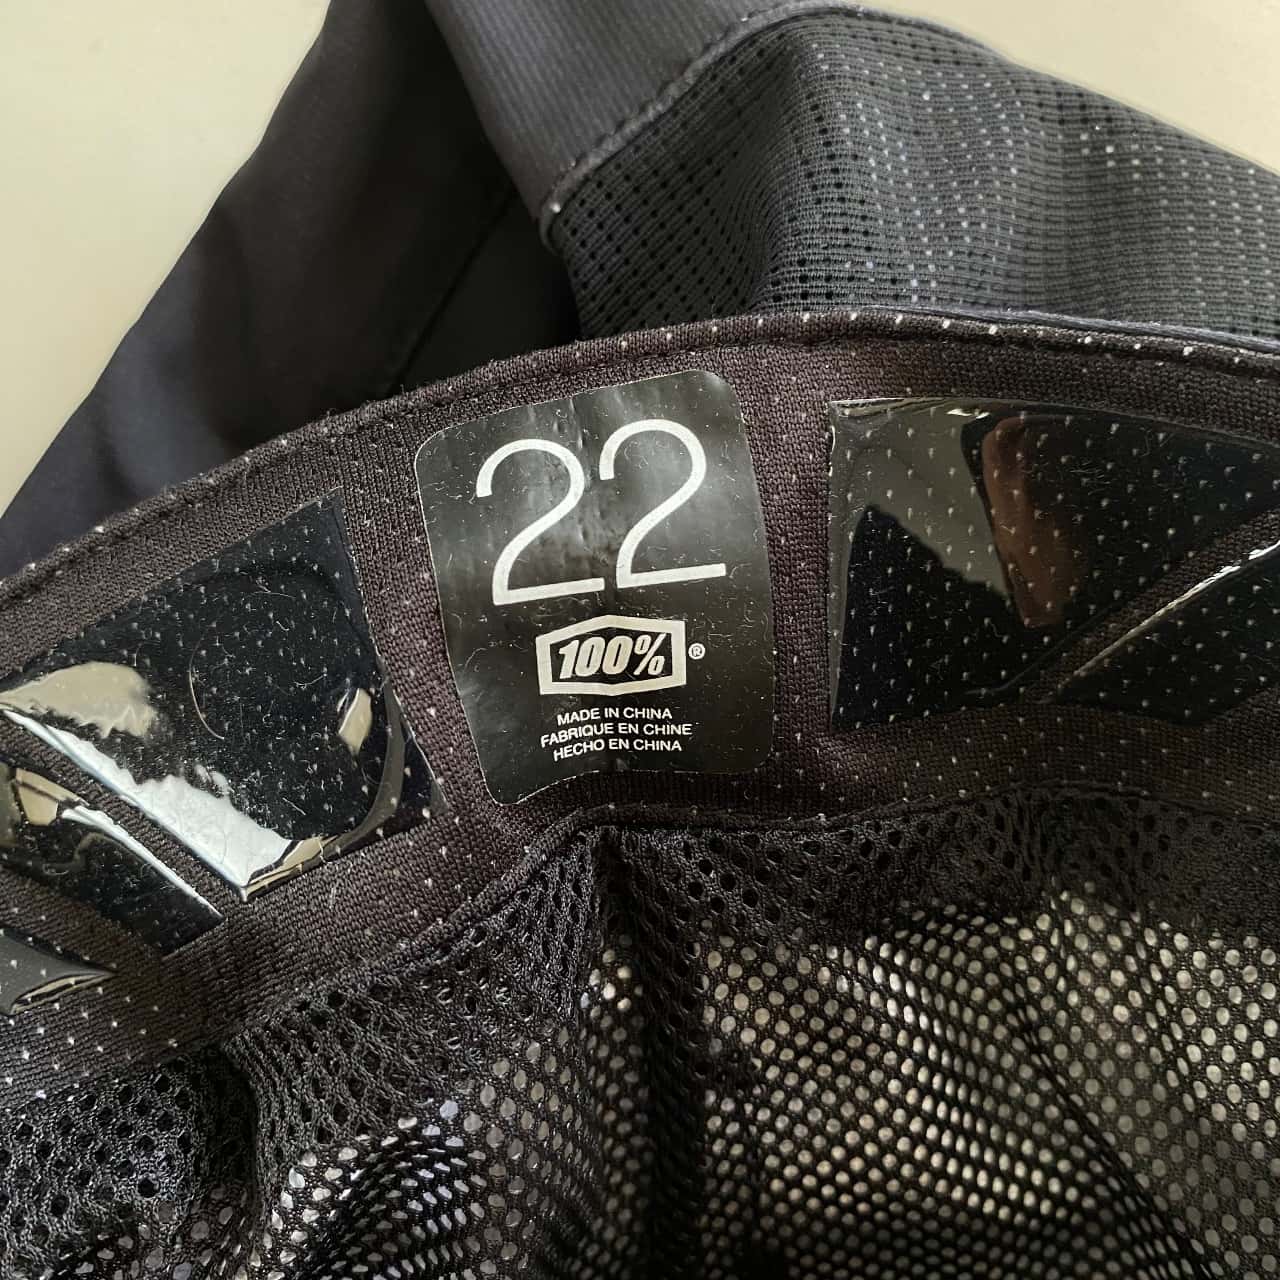 22
100%®
MADE IN CHINA
FABRIQUE EN CHINE
HECHO EN CHINA